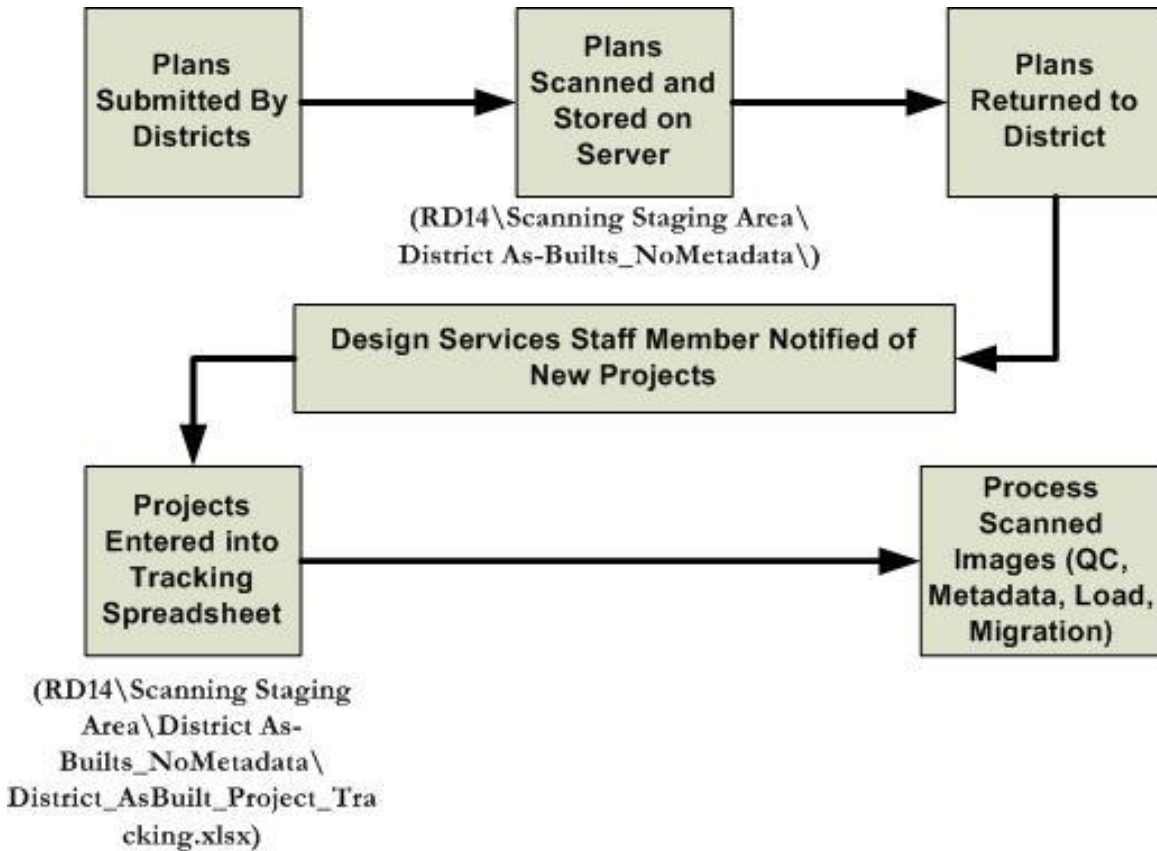 Plans
Submitted By
Districts
Plans
Scanned and
Stored on
Server
Plans
Returned to
District
(RD14\Scanning Staging Area\
District As-Builts_NoMetadata\)
Design Services Staff Member Notified of
New Projects
Projects
Entered into
Tracking
Spreadsheet
Process
Scanned
Images (QC,
Metadata, Load,
Migration)
(RD14\Scanning Staging
Area\District As-
Builts_NoMetadata\
District_AsBuilt_Project_Tra
cking.xlsx)